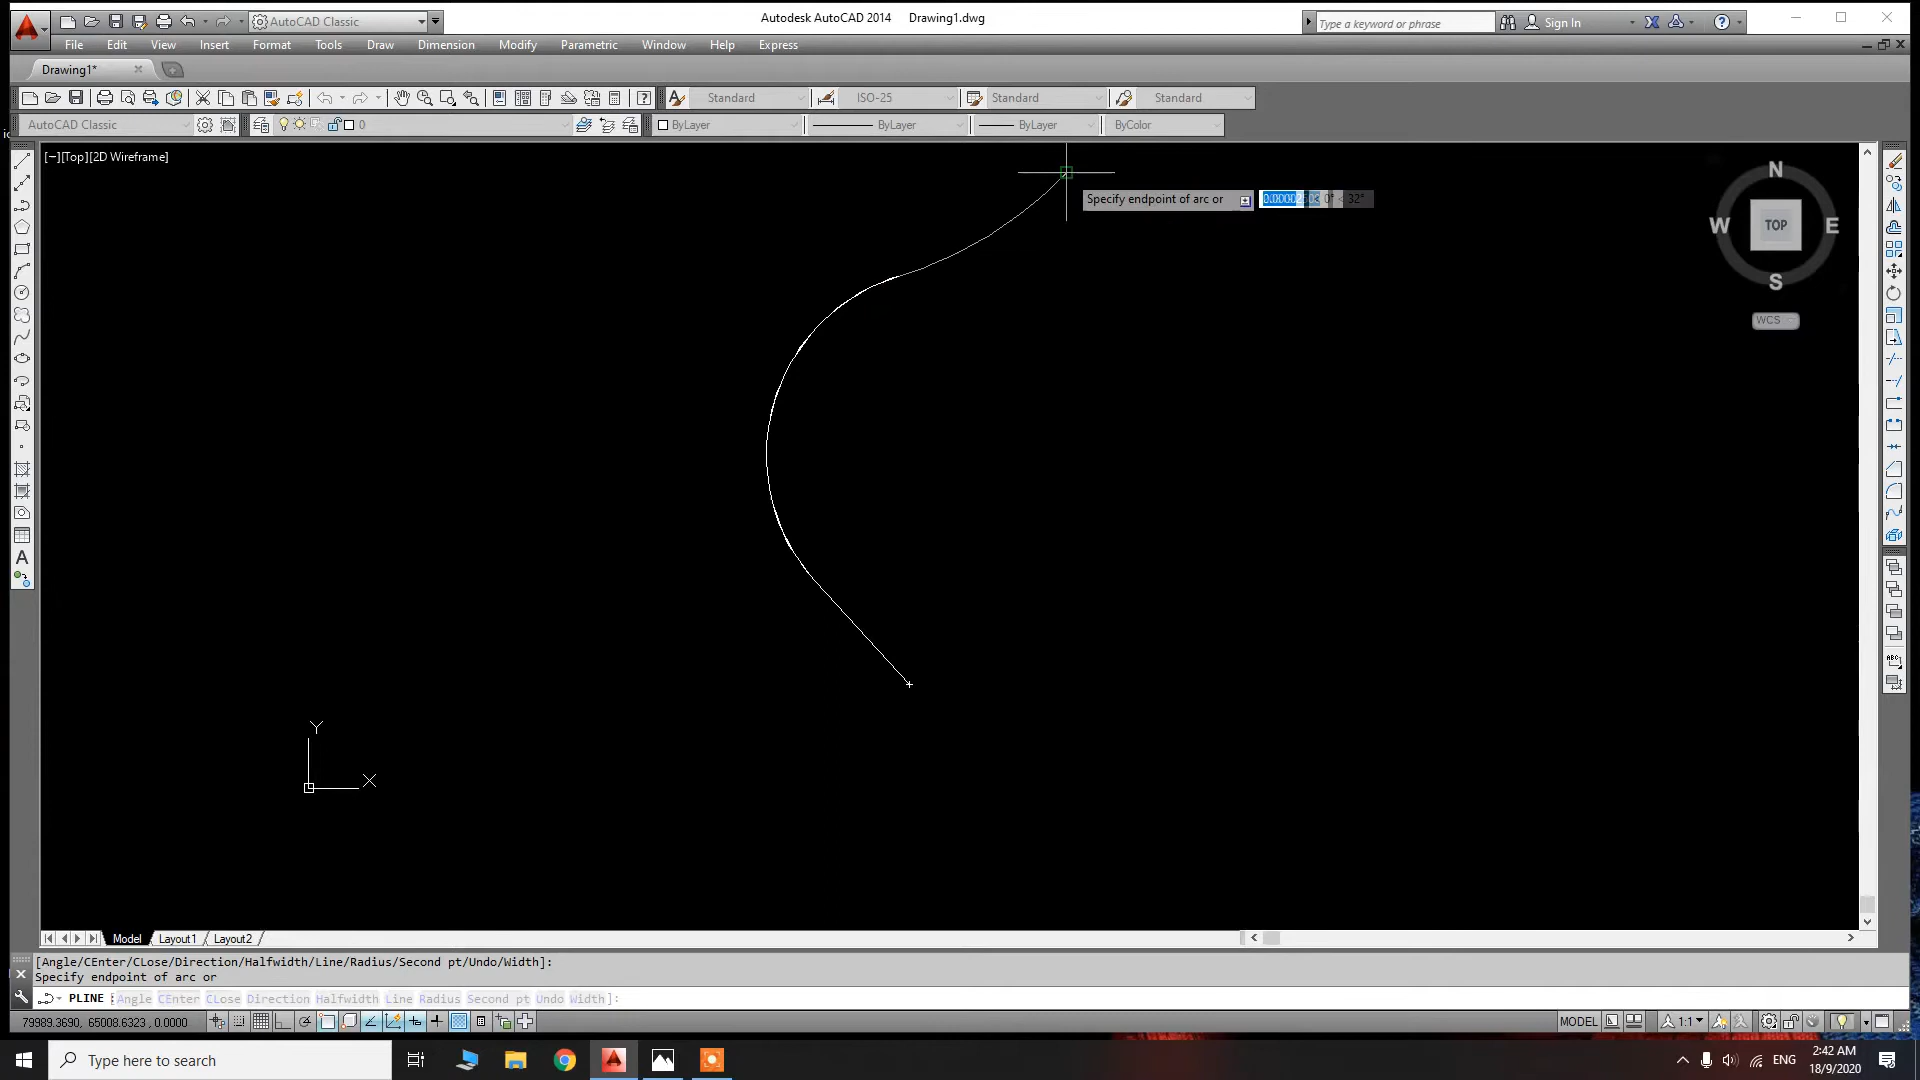 AutoCAD Classic
Autodesk AutoCAD 2014 Drawing1.dwg
Type a keyword or phrase
Sign In
File Edit View Insert Format Tools Draw Dimension Modify Parametric Window Help Express
Drawing1*
Standard ISO-25 Standard Standard
AutoCAD Classic 0 ByLayer ByLayer ByLayer ByColor
[−][Top][2D Wireframe]
N
W TOP E
S
WCS
Specify endpoint of arc or
Y
X
A
Model Layout1 Layout2
[Angle/CEnter/CLose/Direction/Halfwidth/Line/Radius/Second pt/Undo/Width]:
Specify endpoint of arc or
PLINE [Angle CEnter CLose Direction Halfwidth Line Radius Second pt Undo Width]:
79989.3690, 65008.6323 , 0.0000
MODEL 1:1
Type here to search
ENG
2:42 AM
18/9/2020